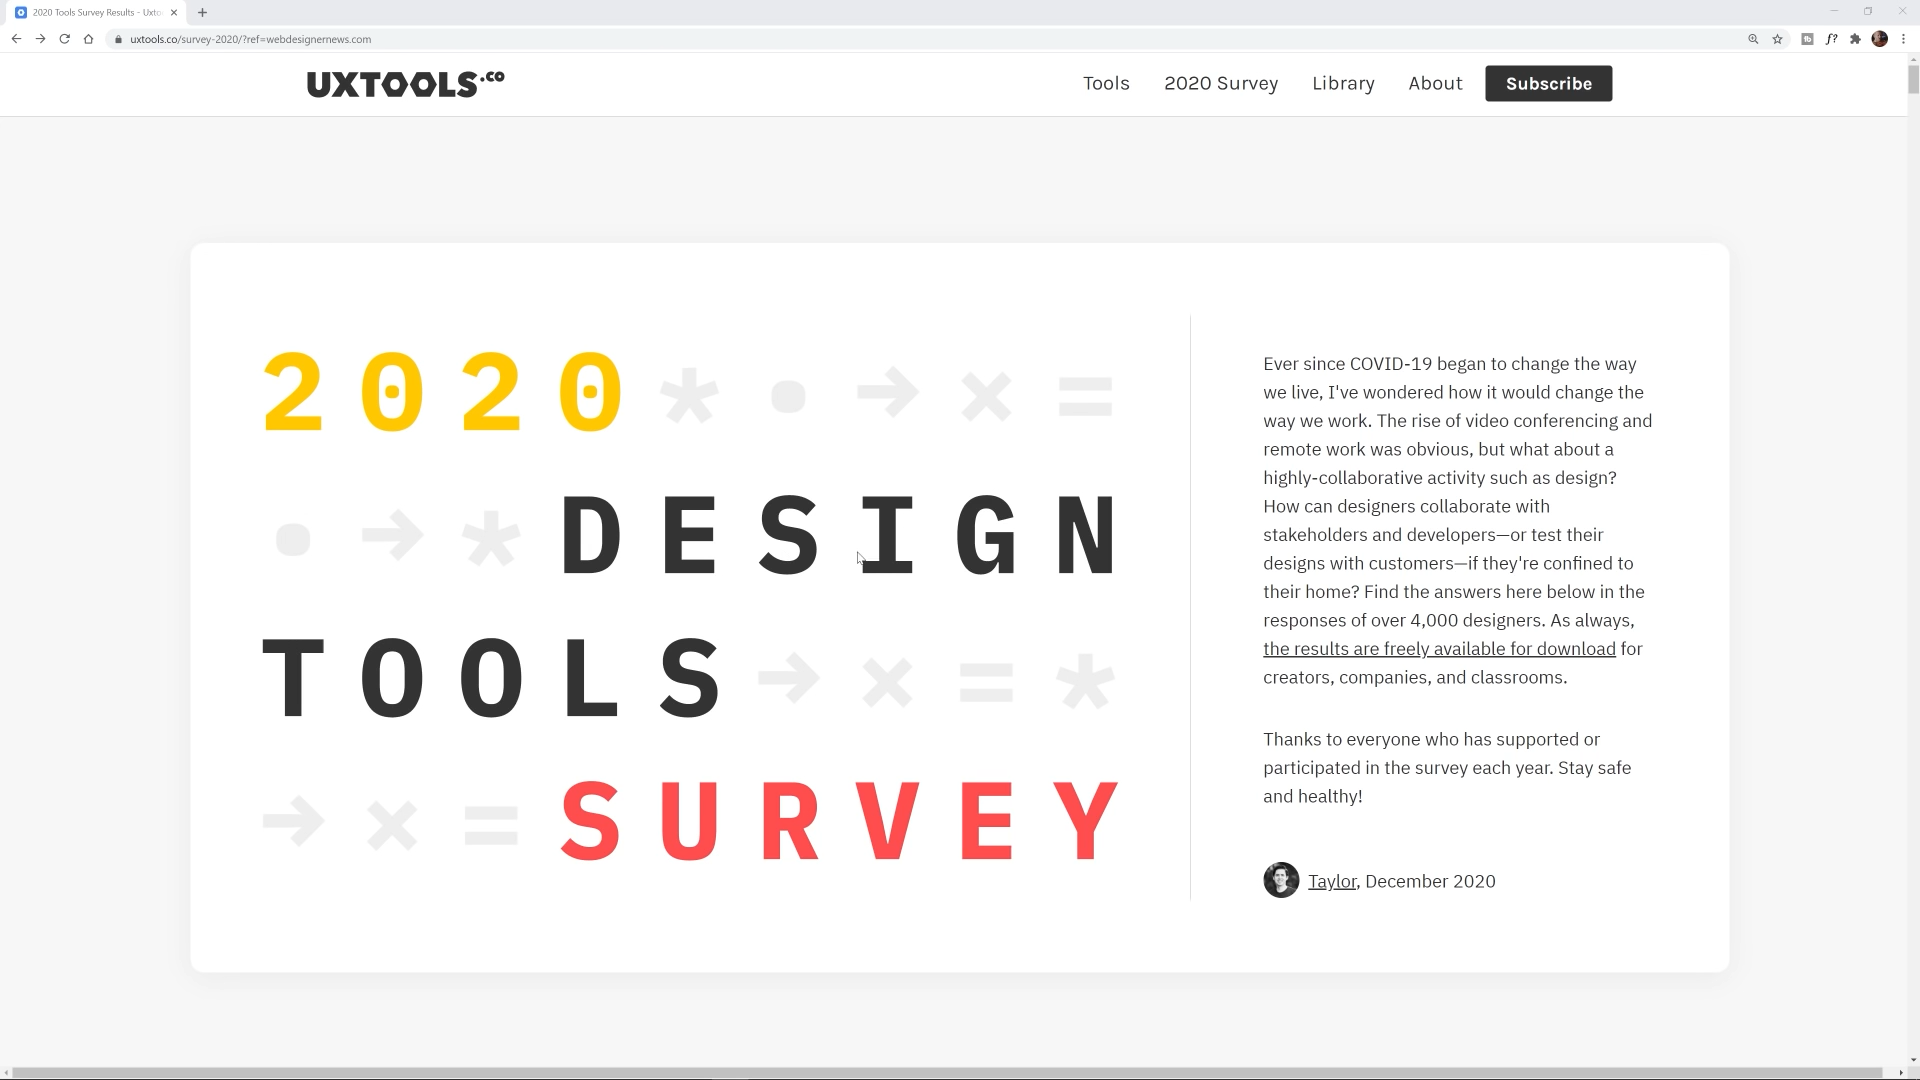 2020 Tools Survey Results - Uxto
uxtools.co/survey-2020/?ref=webdesignernews.com
f?
UXTOOLS.co
Tools
2020 Survey
Library
About
Subscribe
2020*•→×=
•→*DESIGN
TOOLS→×=*
→×=SURVEY
Ever since COVID-19 began to change the way
we live, I've wondered how it would change the
way we work. The rise of video conferencing and
remote work was obvious, but what about a
highly-collaborative activity such as design?
How can designers collaborate with
stakeholders and developers—or test their
designs with customers—if they're confined to
their home? Find the answers here below in the
responses of over 4,000 designers. As always,
the results are freely available for download for
creators, companies, and classrooms.
Thanks to everyone who has supported or
participated in the survey each year. Stay safe
and healthy!
Taylor, December 2020